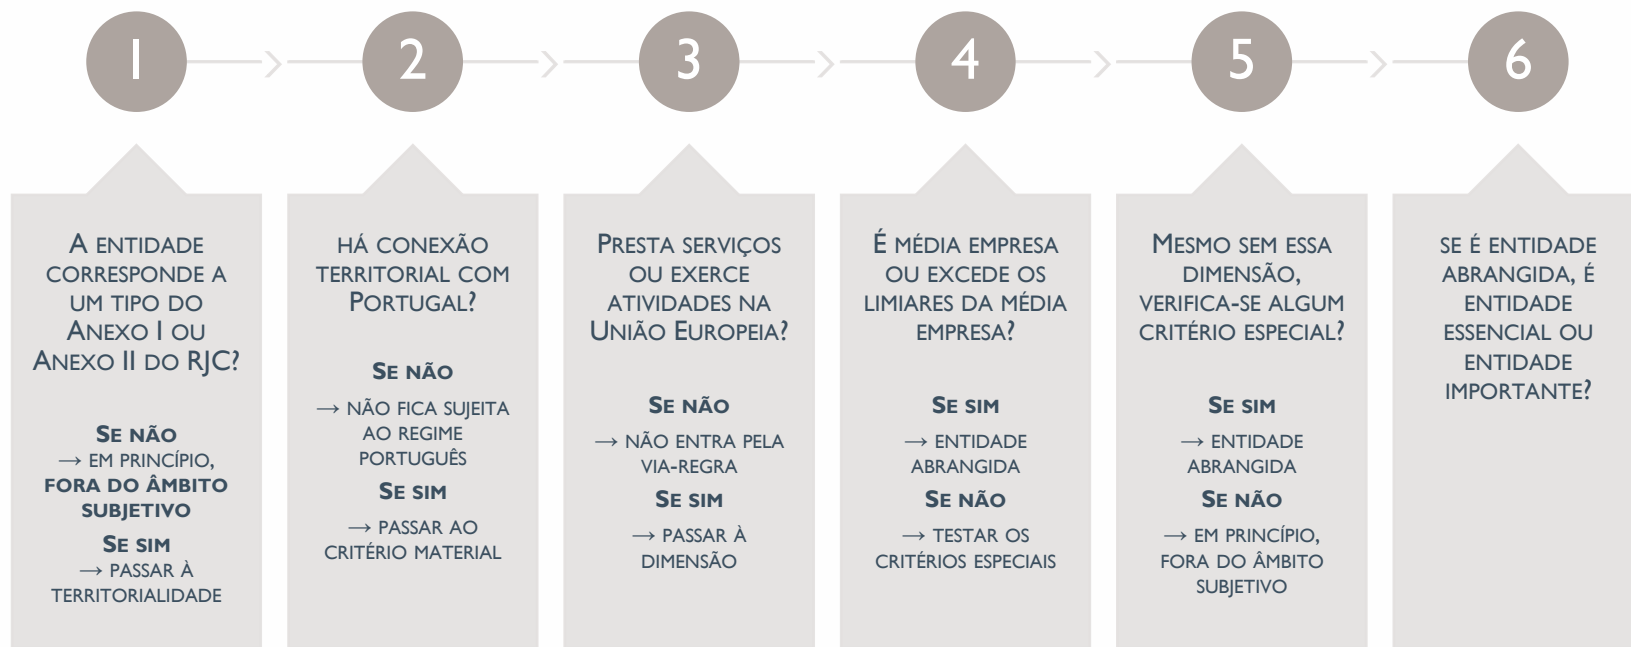 1
2
3
4
5
6
A ENTIDADE
CORRESPONDE A
UM TIPO DO
ANEXO I OU
ANEXO II DO RJC?
SE NÃO
→ EM PRINCÍPIO,
FORA DO ÂMBITO
SUBJETIVO
SE SIM
→ PASSAR À
TERRITORIALIDADE
HÁ CONEXÃO
TERRITORIAL COM
PORTUGAL?
SE NÃO
→ NÃO FICA SUJEITA
AO REGIME
PORTUGUÊS
SE SIM
→ PASSAR AO
CRITÉRIO MATERIAL
PRESTA SERVIÇOS
OU EXERCE
ATIVIDADES NA
UNIÃO EUROPEIA?
SE NÃO
→ NÃO ENTRA PELA
VIA-REGRA
SE SIM
→ PASSAR À
DIMENSÃO
É MÉDIA EMPRESA
OU EXCEDE OS
LIMIARES DA MÉDIA
EMPRESA?
SE SIM
→ ENTIDADE
ABRANGIDA
SE NÃO
→ TESTAR OS
CRITÉRIOS ESPECIAIS
MESMO SEM ESSA
DIMENSÃO,
VERIFICA-SE ALGUM
CRITÉRIO ESPECIAL?
SE SIM
→ ENTIDADE
ABRANGIDA
SE NÃO
→ EM PRINCÍPIO,
FORA DO ÂMBITO
SUBJETIVO
SE É ENTIDADE
ABRANGIDA, É
ENTIDADE
ESSENCIAL OU
ENTIDADE
IMPORTANTE?